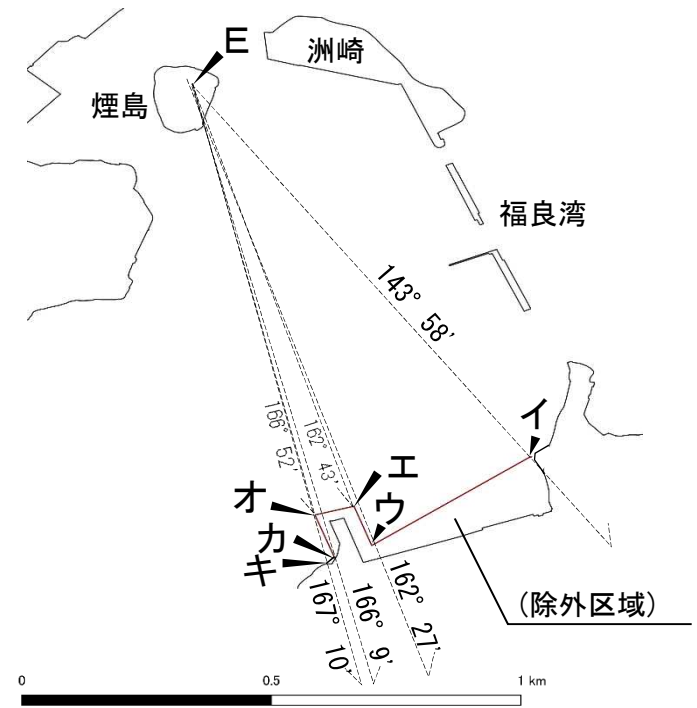 E
洲崎
煙島
福良湾
143° 58′
イ
166° 52′
162° 43′
エ
オ
ウ
カ
キ
167° 10′
166° 9′
162° 27′
(除外区域)
0
0.5
1 km